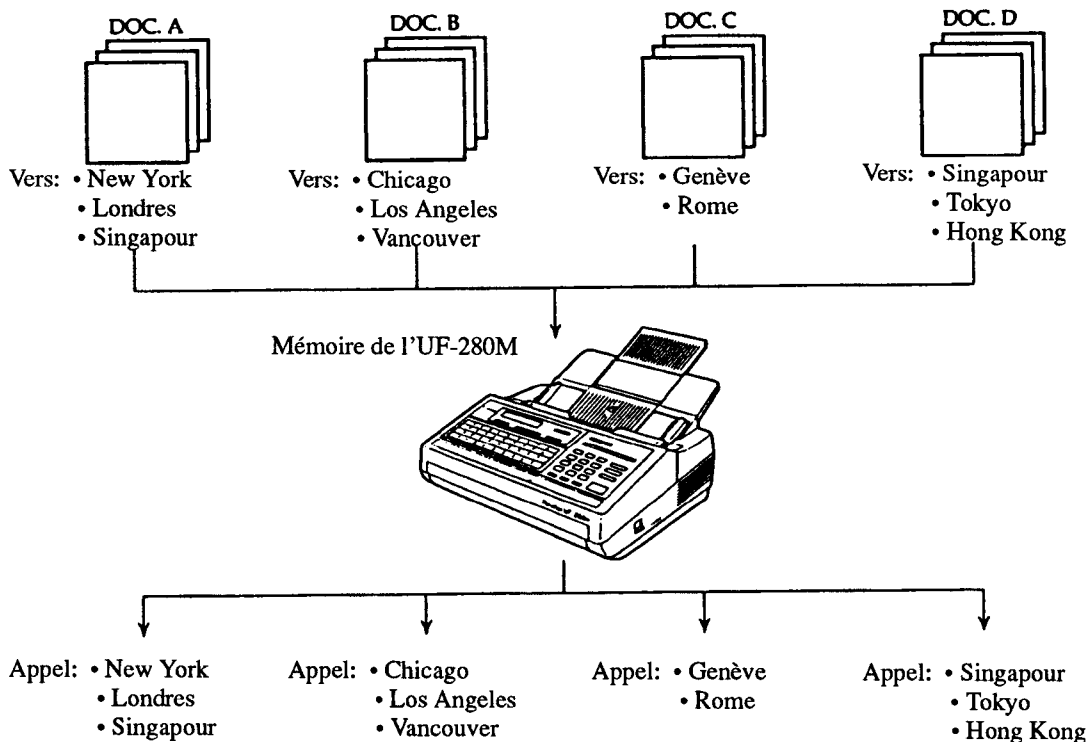 DOC. A
Vers: • New York
• Londres
• Singapour
DOC. B
Vers: • Chicago
• Los Angeles
• Vancouver
DOC. C
Vers: • Genève
• Rome
DOC. D
Vers: • Singapour
• Tokyo
• Hong Kong
Mémoire de l'UF-280M
Appel: • New York
• Londres
• Singapour
Appel: • Chicago
• Los Angeles
• Vancouver
Appel: • Genève
• Rome
Appel: • Singapour
• Tokyo
• Hong Kong